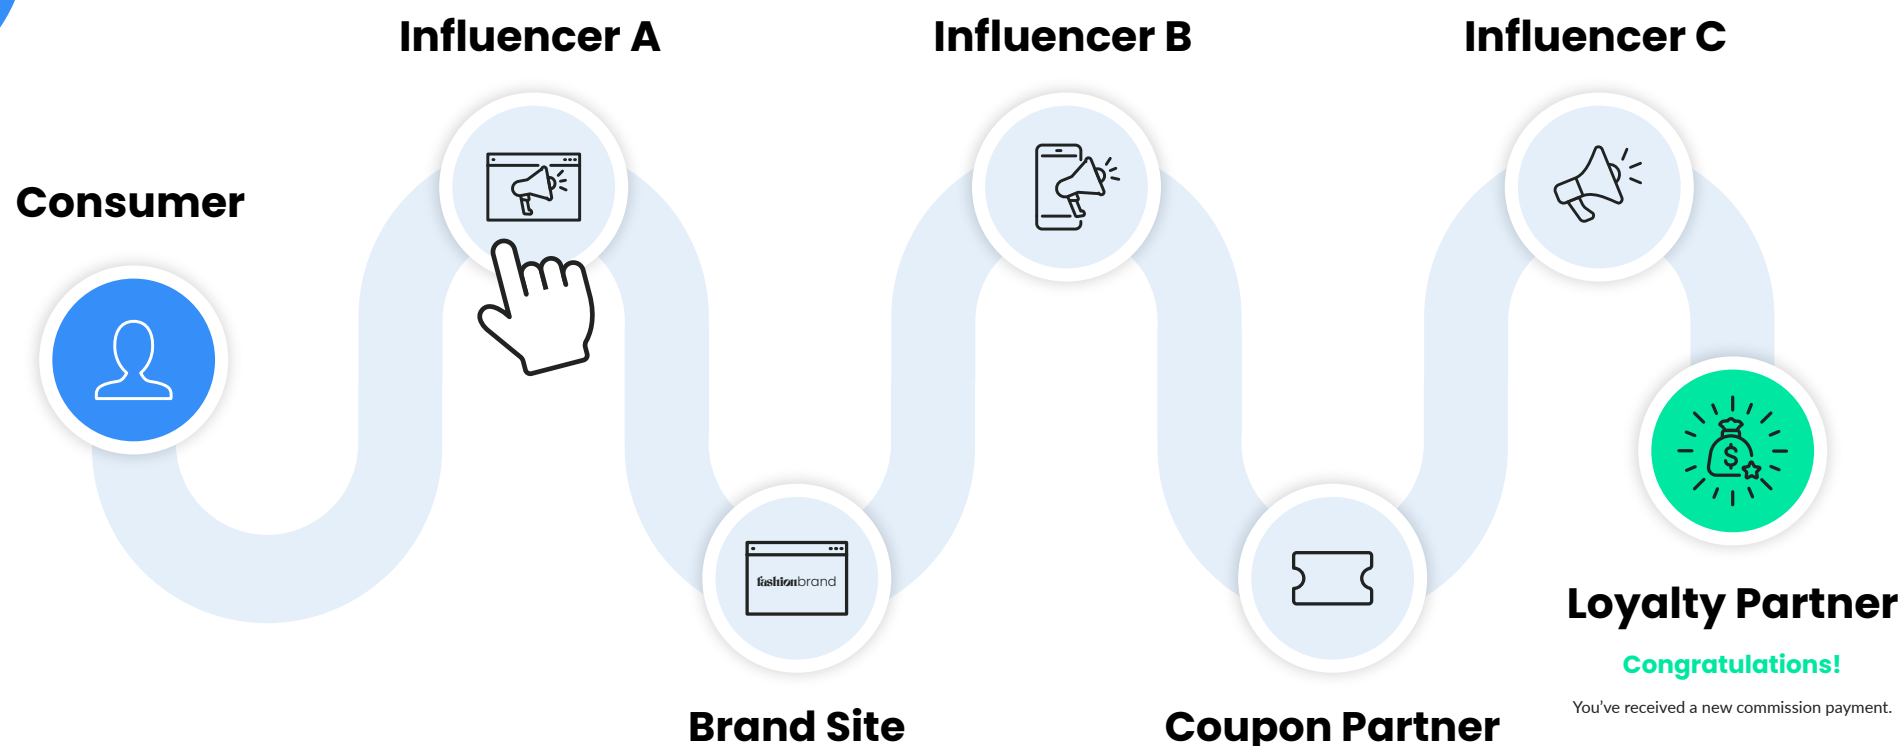 Influencer A
Influencer B
Influencer C
Consumer
fashionbrand
$
Loyalty Partner
Congratulations!
You've received a new commission payment.
Brand Site
Coupon Partner